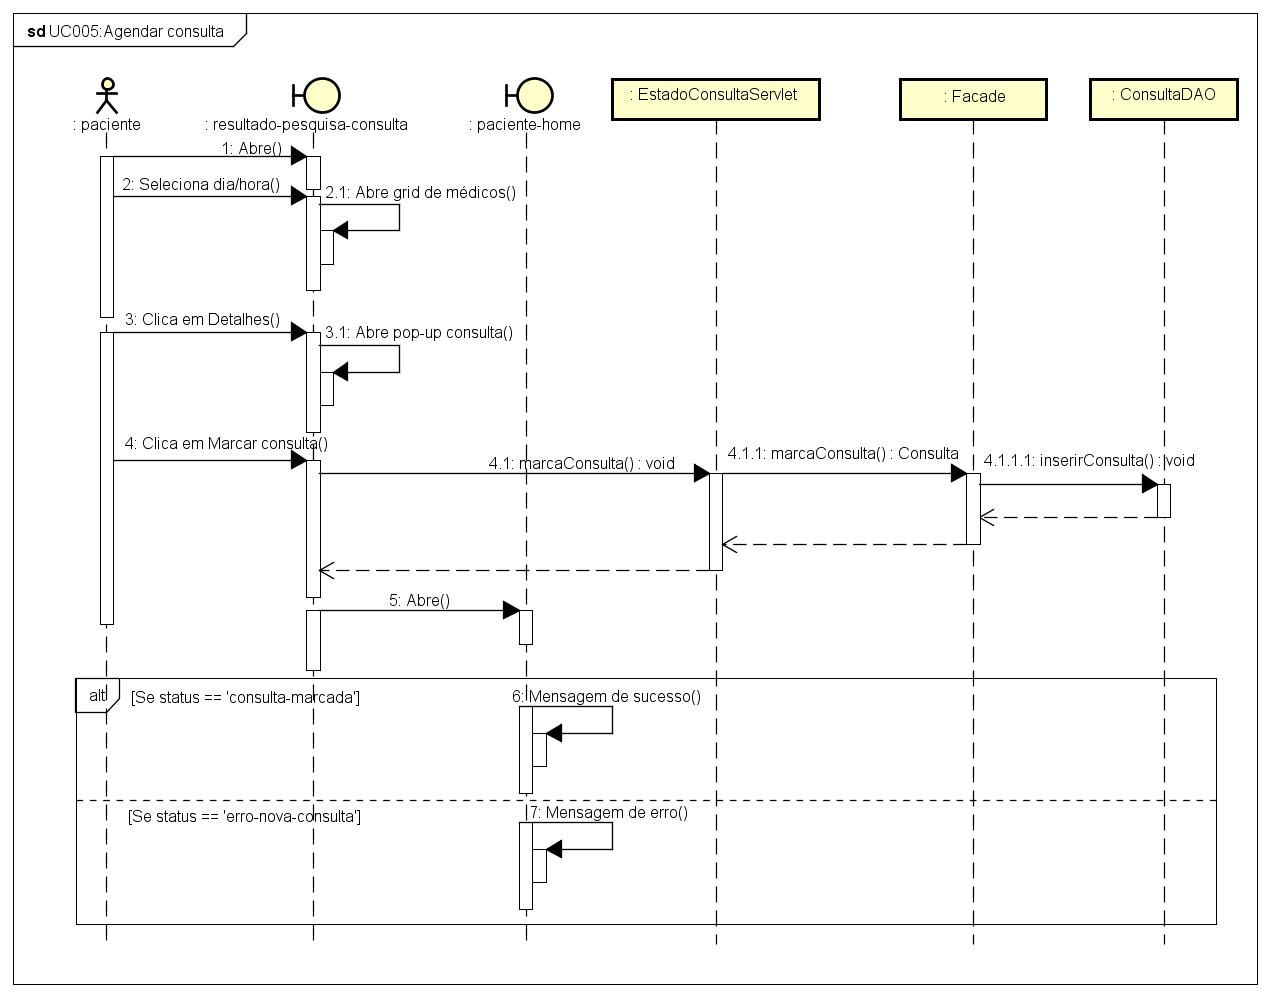 sd UC005:Agendar consulta
: paciente
: resultado-pesquisa-consulta
: paciente-home
: EstadoConsultaServlet
: Facade
: ConsultaDAO
1: Abre()
2: Seleciona dia/hora()
2.1: Abre grid de médicos()
3: Clica em Detalhes()
3.1: Abre pop-up consulta()
4: Clica em Marcar consulta()
4.1: marcaConsulta() : void
4.1.1: marcaConsulta() : Consulta
4.1.1.1: inserirConsulta() : void
5: Abre()
alt
[Se status == 'consulta-marcada']
6: Mensagem de sucesso()
[Se status == 'erro-nova-consulta']
7: Mensagem de erro()